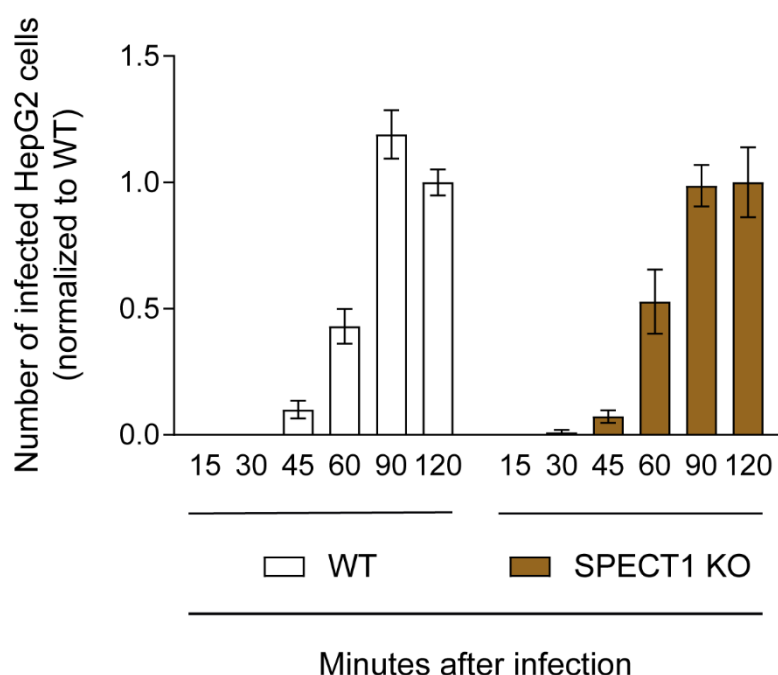 Number of infected HepG2 cells
(normalized to WT)
1.5
1.0
0.5
0.0
15 30 45 60 90 120 15 30 45 60 90 120
WT SPECT1 KO
Minutes after infection